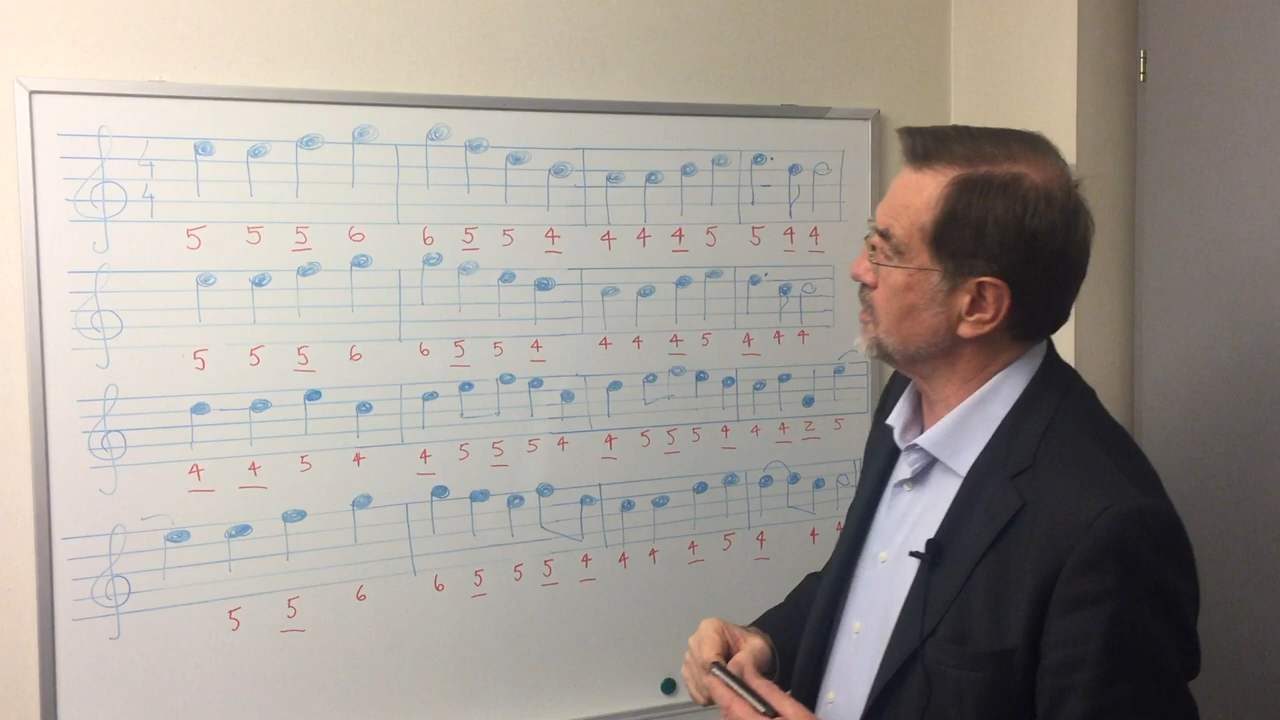 4
4
5 5 5 6 6 5 5 4 4 4 4 5 5 4 4
5 5 5 6 6 5 5 4 4 4 4 5 4 4 4
4 4 5 4 4 5 5 5 4 4 5 5 5 4 4 4 2 5
5 5 6 6 5 5 5 4 4 4 4 5 4 4 4